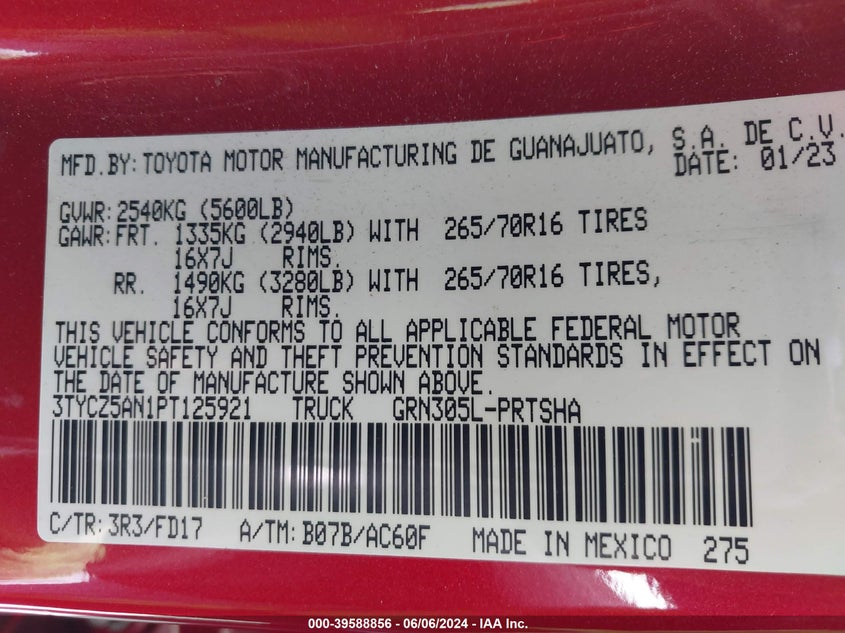 MFD.BY: TOYOTA MOTOR MANUFACTURING DE GUANAJUATO, S.A. DE C.V.
DATE: 01/23
GVWR: 2540KG (5600LB)
GAWR: FRT. 1335KG (2940LB) WITH 265/70R16 TIRES
16X7J RIMS.
RR. 1490KG (3280LB) WITH 265/70R16 TIRES,
16X7J RIMS.
THIS VEHICLE CONFORMS TO ALL APPLICABLE FEDERAL MOTOR
VEHICLE SAFETY AND THEFT PREVENTION STANDARDS IN EFFECT ON
THE DATE OF MANUFACTURE SHOWN ABOVE.
3TYCZ5AN1PT125921 TRUCK GRN305L-PRTSHA
C/TR: 3R3/FD17 A/TM: B07B/AC60F MADE IN MEXICO 275
000-39588856 - 06/06/2024 - IAA Inc.